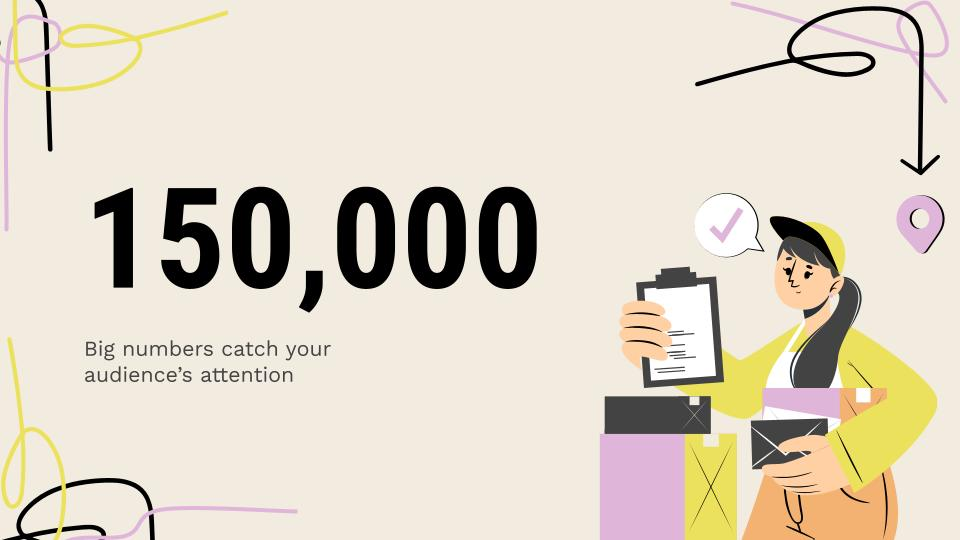 150,000
Big numbers catch your
audience’s attention